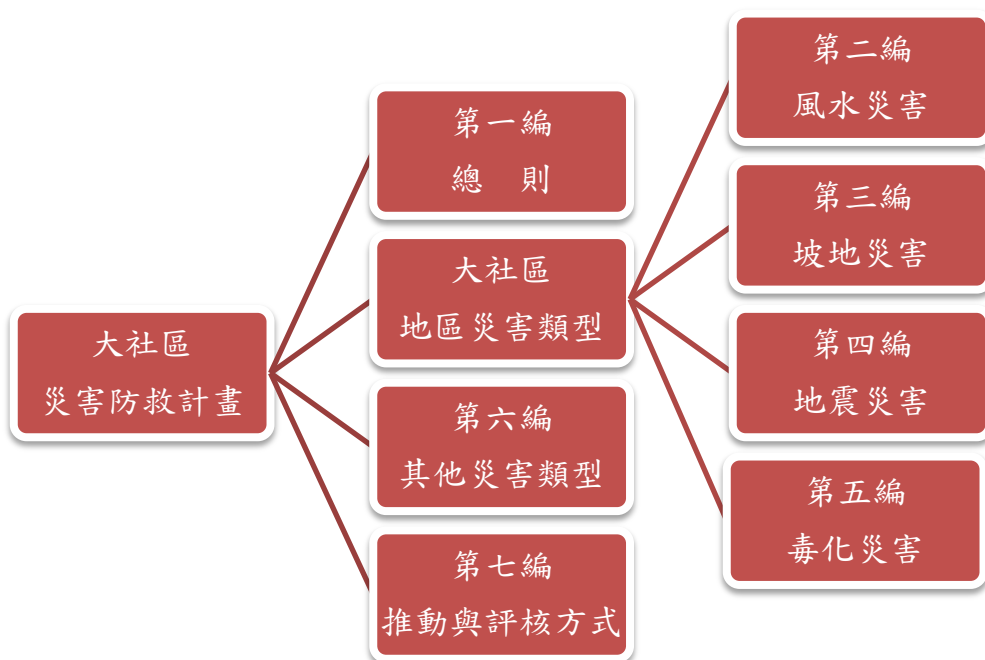 大社區
災害防救計畫
第一編
總　則
大社區
地區災害類型
第六編
其他災害類型
第七編
推動與評核方式
第二編
風水災害
第三編
坡地災害
第四編
地震災害
第五編
毒化災害